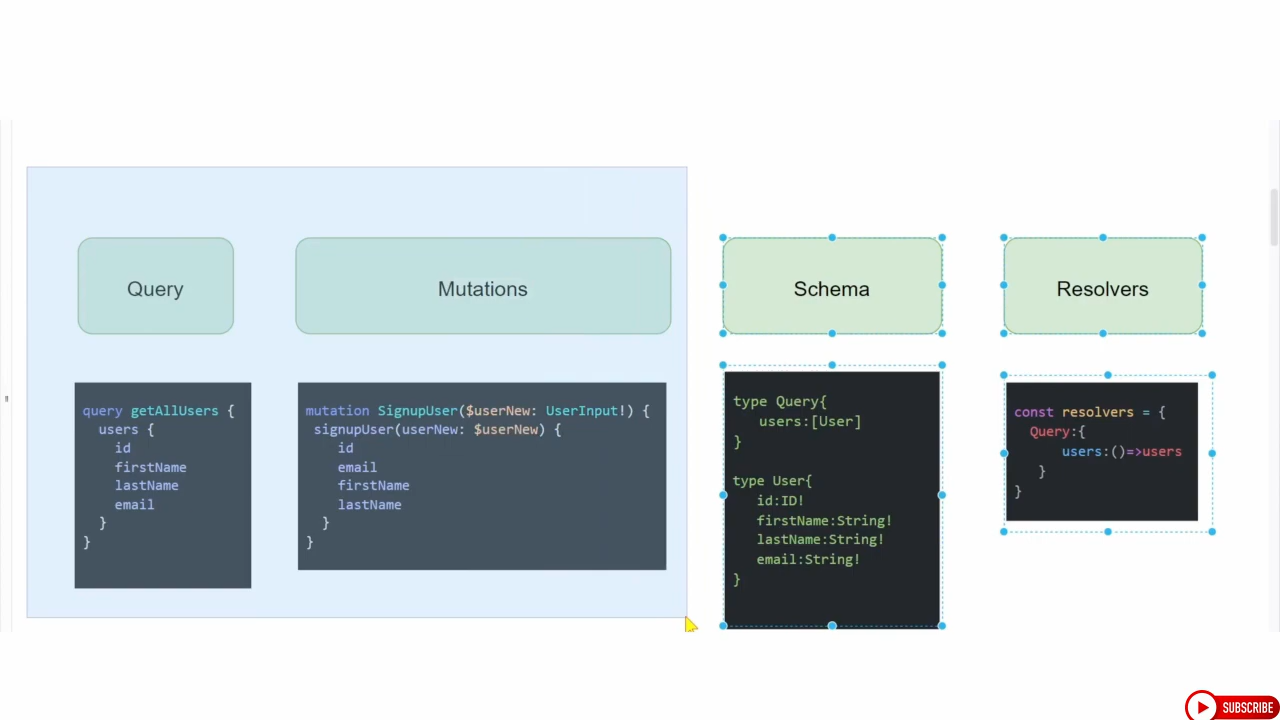 Query
Mutations
Schema
Resolvers
query getAllUsers {
users {
id
firstName
lastName
email
}
}
mutation SignupUser($userNew: UserInput!) {
signupUser(userNew: $userNew) {
id
email
firstName
lastName
}
}
type Query{
users:[User]
}
type User{
id:ID!
firstName:String!
lastName:String!
email:String!
}
const resolvers = {
Query:{
users:()=>users
}
}
SUBSCRIBE